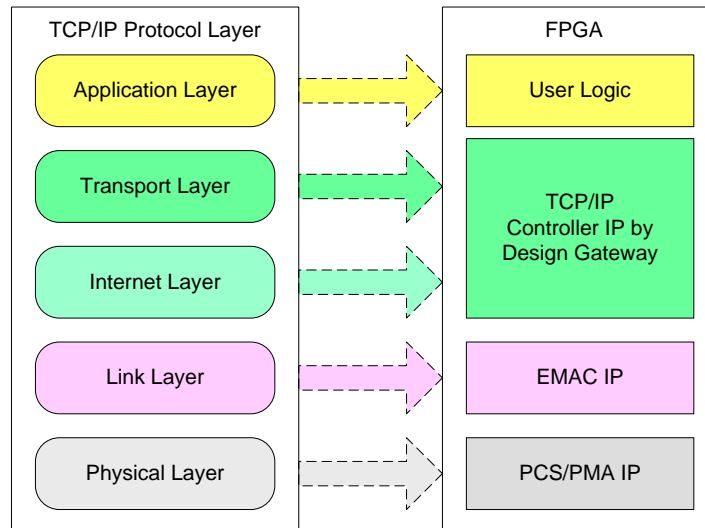 TCP/IP Protocol Layer
Application Layer
Transport Layer
Internet Layer
Link Layer
Physical Layer
FPGA
User Logic
TCP/IP
Controller IP by
Design Gateway
EMAC IP
PCS/PMA IP